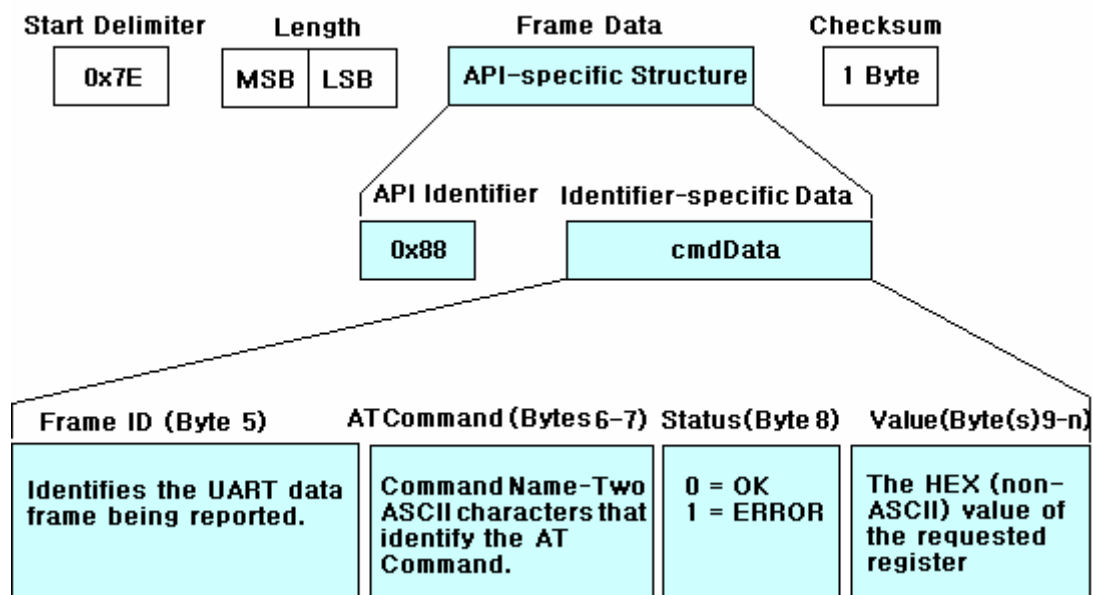 Start Delimiter Length Frame Data Checksum
0x7E MSB LSB API-specific Structure 1 Byte
API Identifier Identifier-specific Data
0x88 cmdData
Frame ID (Byte 5) AT Command (Bytes 6-7) Status(Byte 8) Value(Byte(s)9-n)
Identifies the UART data
frame being reported.
Command Name-Two
ASCII characters that
identify the AT
Command.
0 = OK
1 = ERROR
The HEX (non-
ASCII) value of
the requested
register